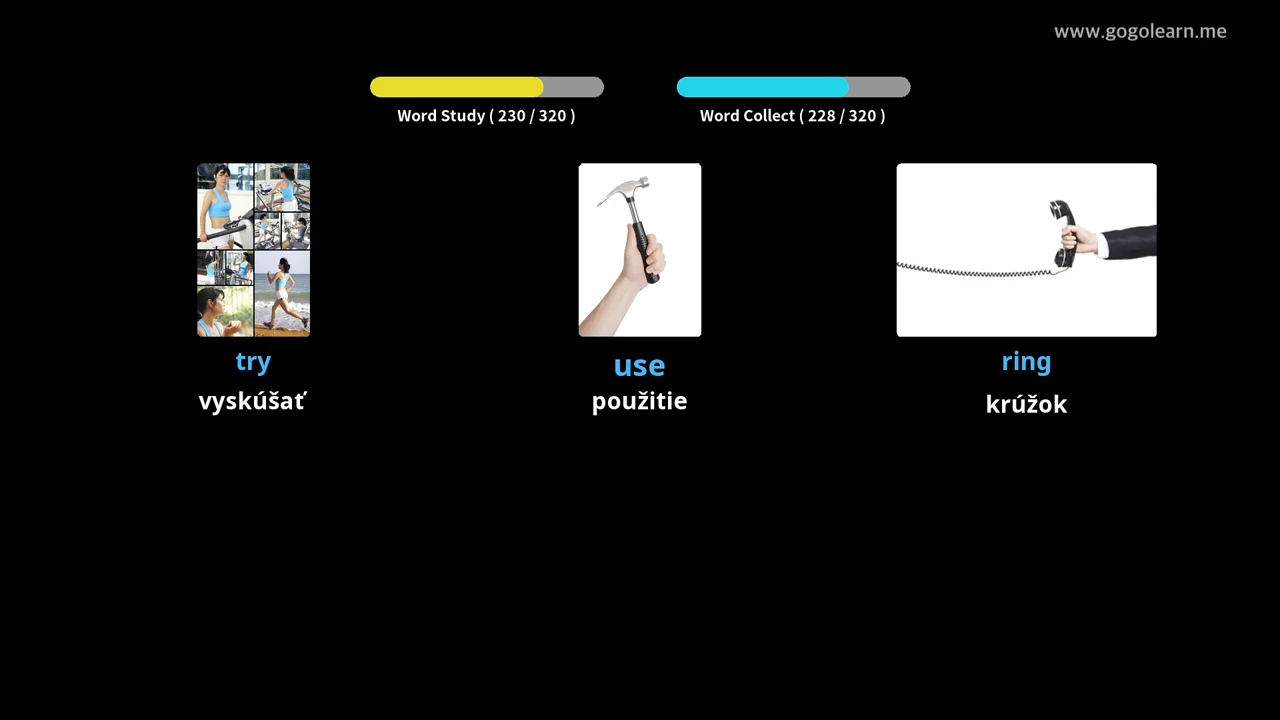 www.gogolearn.me
Word Study ( 230 / 320 )
Word Collect ( 228 / 320 )
try
use
ring
vyskúšať
použitie
krúžok